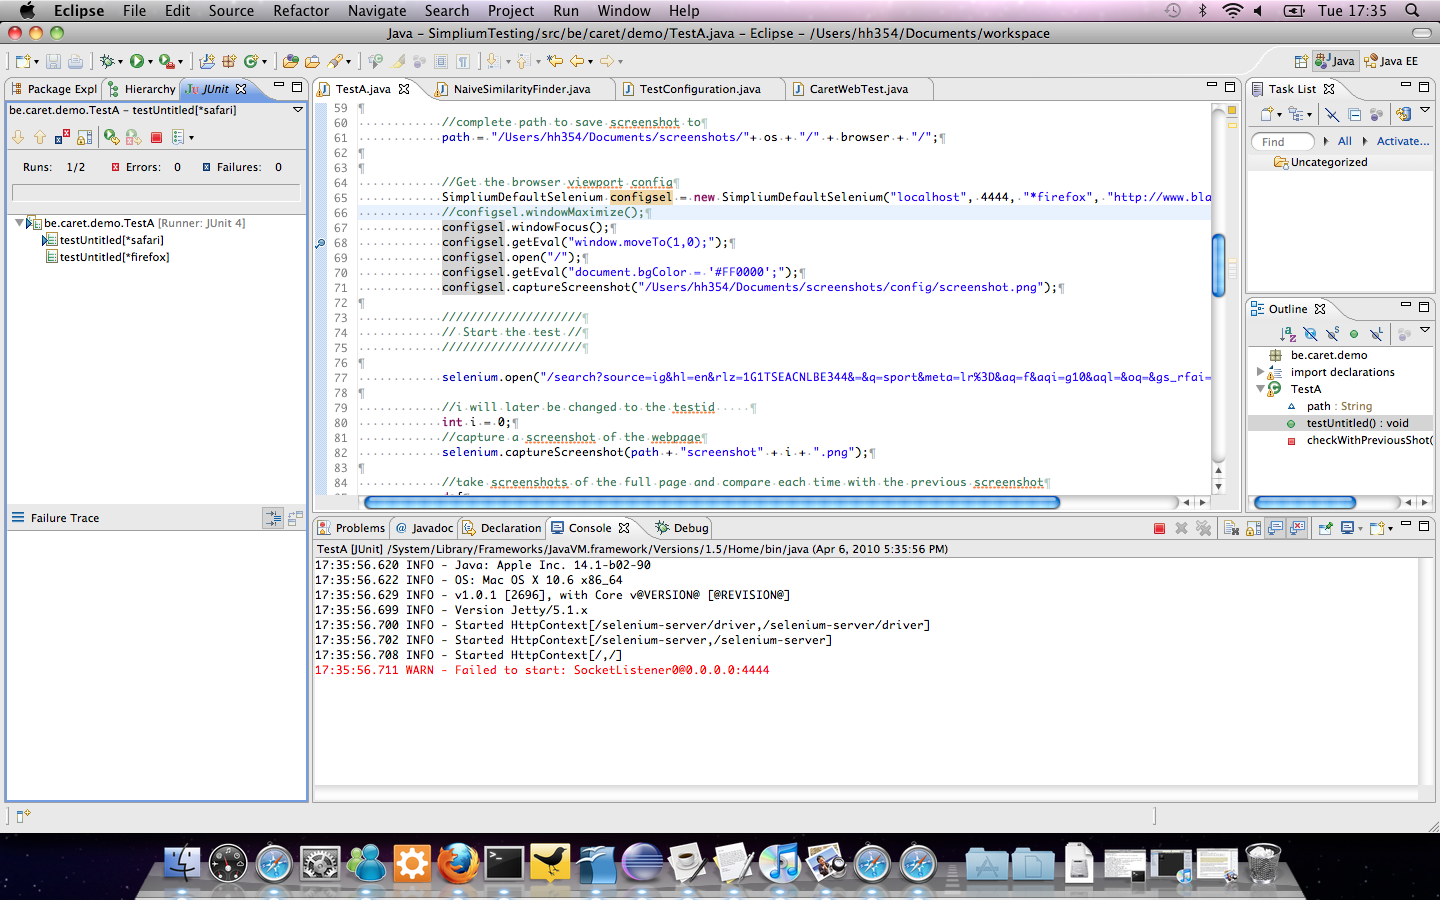 Eclipse File Edit Source Refactor Navigate Search Project Run Window Help Tue 17:35
Java - SimpliumTesting/src/be/caret/demo/TestA.java - Eclipse - /Users/hh354/Documents/workspace
Java Java EE
Package Expl Hierarchy JUnit
be.caret.demo.TestA - testUntitled[*safari]
Runs: 1/2 Errors: 0 Failures: 0
be.caret.demo.TestA [Runner: JUnit 4]
testUntitled[*safari]
testUntitled[*firefox]
Failure Trace
TestA.java NaiveSimilarityFinder.java TestConfiguration.java CaretWebTest.java
59 ¶
60 //complete path to save screenshot to¶
61 path = "/Users/hh354/Documents/screenshots/"+ os + "/" + browser + "/";¶
62 ¶
63 ¶
64 //Get the browser viewport config¶
65 SimpliumDefaultSelenium configsel = new SimpliumDefaultSelenium("localhost", 4444, "*firefox", "http://www.bla
66 //configsel.windowMaximize();¶
67 configsel.windowFocus();¶
68 configsel.getEval("window.moveTo(1,0);");¶
69 configsel.open("/");¶
70 configsel.getEval("document.bgColor = '#FF0000';");¶
71 configsel.captureScreenshot("/Users/hh354/Documents/screenshots/config/screenshot.png");¶
72 ¶
73 ////////////////////¶
74 // Start the test //¶
75 ////////////////////¶
76 ¶
77 selenium.open("/search?source=ig&hl=en&rlz=1G1TSEACNLBE344&=&q=sport&meta=lr%3D&aq=f&aqi=g10&aql=&oq=&gs_rfai=
78 ¶
79 //i will later be changed to the testid ¶
80 int i = 0;¶
81 //capture a screenshot of the webpage¶
82 selenium.captureScreenshot(path + "screenshot" + i + ".png");¶
83 ¶
84 //take screenshots of the full page and compare each time with the previous screenshot¶
Task List
Find All Activate...
Uncategorized
Outline
be.caret.demo
import declarations
TestA
path : String
testUntitled() : void
checkWithPreviousShot(
Problems Javadoc Declaration Console Debug
TestA [JUnit] /System/Library/Frameworks/JavaVM.framework/Versions/1.5/Home/bin/java (Apr 6, 2010 5:35:56 PM)
17:35:56.620 INFO - Java: Apple Inc. 14.1-b02-90
17:35:56.622 INFO - OS: Mac OS X 10.6 x86_64
17:35:56.629 INFO - v1.0.1 [2696], with Core v@VERSION@ [@REVISION@]
17:35:56.699 INFO - Version Jetty/5.1.x
17:35:56.700 INFO - Started HttpContext[/selenium-server/driver,/selenium-server/driver]
17:35:56.702 INFO - Started HttpContext[/selenium-server,/selenium-server]
17:35:56.708 INFO - Started HttpContext[/,/]
17:35:56.711 WARN - Failed to start: SocketListener0@0.0.0.0:4444